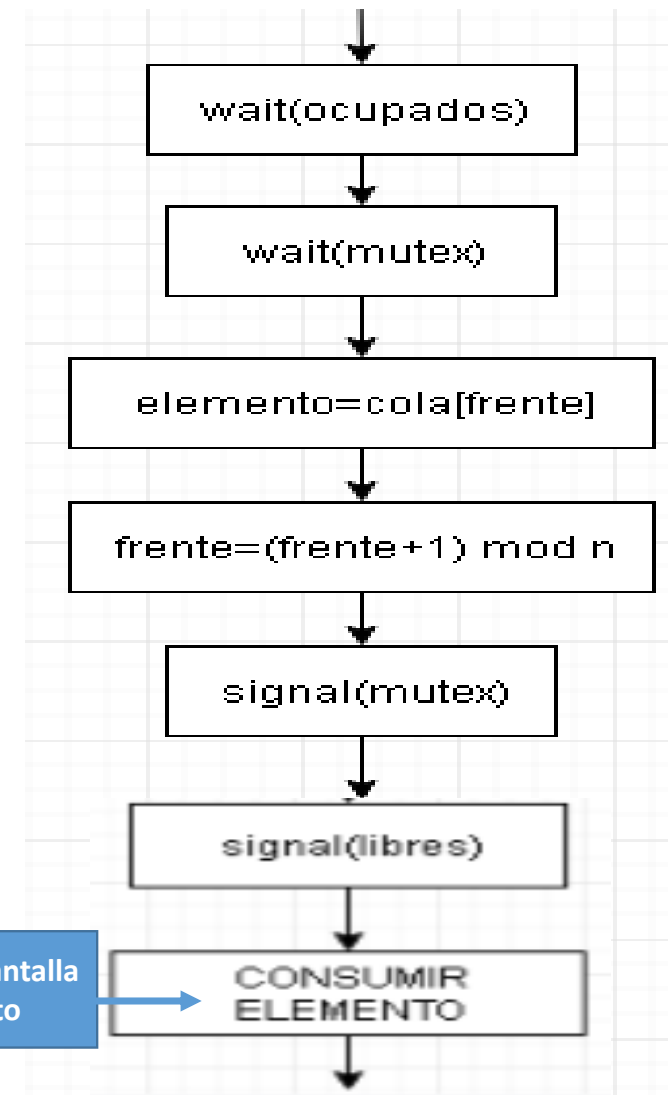 wait(ocupados)
wait(mutex)
elemento=cola[frente]
frente=(frente+1) mod n
signal(mutex)
signal(libres)
CONSUMIR
ELEMENTO